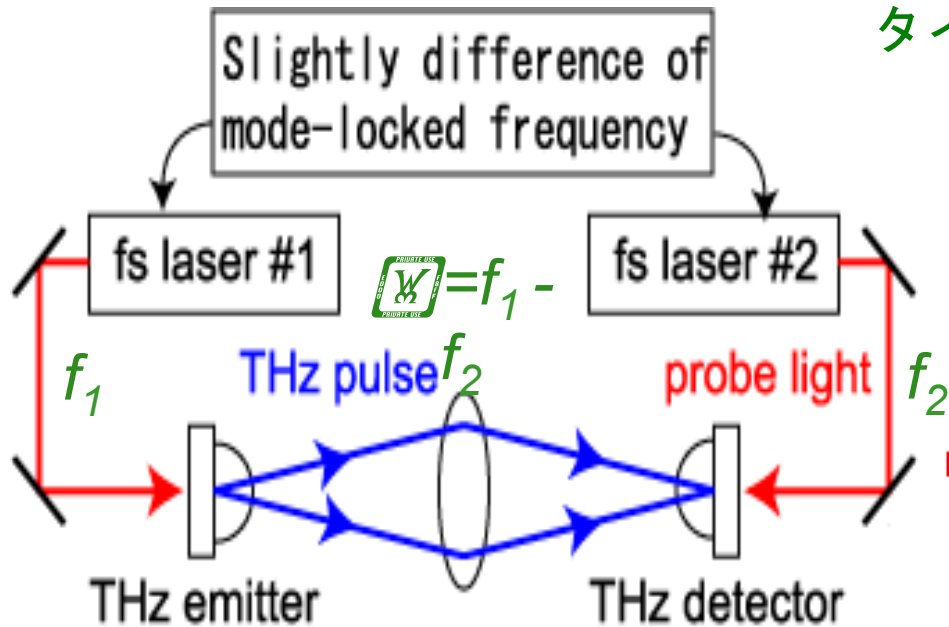 タイ
Slightly difference of
mode-locked frequency
fs laser #1
fs laser #2
=f1 -
f2
f1
THz pulse
probe light
f2
THz emitter
THz detector